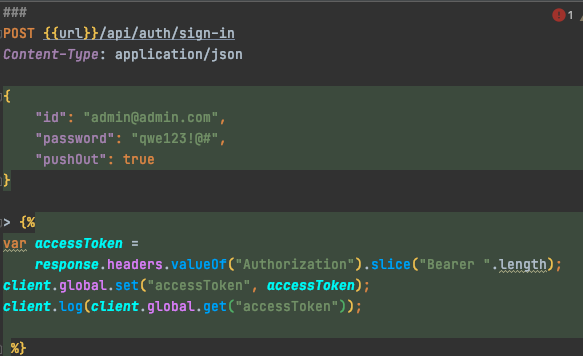 ###
1
POST {{url}}/api/auth/sign-in
Content-Type: application/json
{
"id": "admin@admin.com",
"password": "qwe123!@#",
"pushOut": true
}
> {%
var accessToken =
response.headers.valueOf("Authorization").slice("Bearer ".length);
client.global.set("accessToken", accessToken);
client.log(client.global.get("accessToken"));
%}